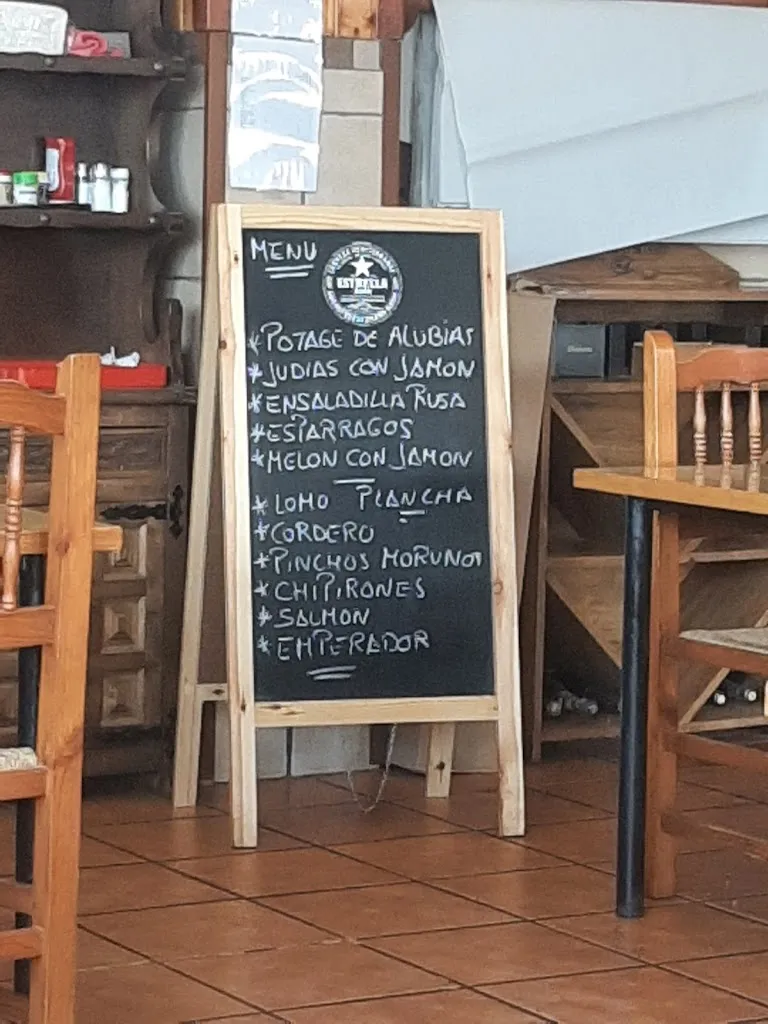 MENU
ESTRELLA
*POTAGE DE ALUBIAS
*JUDIAS CON JAMON
*ENSALADILLA RUSA
*ESPARRAGOS
*MELON CON JAMON
*LOMO PLANCHA
*CORDERO
*PINCHOS MORUNOS
*CHIPIRONES
*SALMON
*EMPERADOR